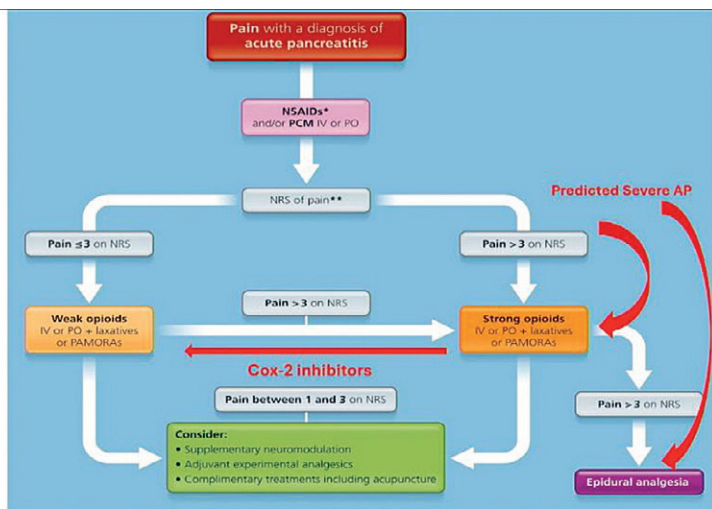 Pain with a diagnosis of
acute pancreatitis
NSAIDs*
and/or PCM IV or PO
NRS of pain**
Predicted Severe AP
Pain ≤3 on NRS
Pain > 3 on NRS
Weak opioids
IV or PO + laxatives
or PAMORAs
Pain > 3 on NRS
Strong opioids
IV or PO + laxatives
or PAMORAs
Cox-2 inhibitors
Pain between 1 and 3 on NRS
Pain > 3 on NRS
Consider:
• Supplementary neuromodulation
• Adjuvant experimental analgesics
• Complimentary treatments including acupuncture
Epidural analgesia